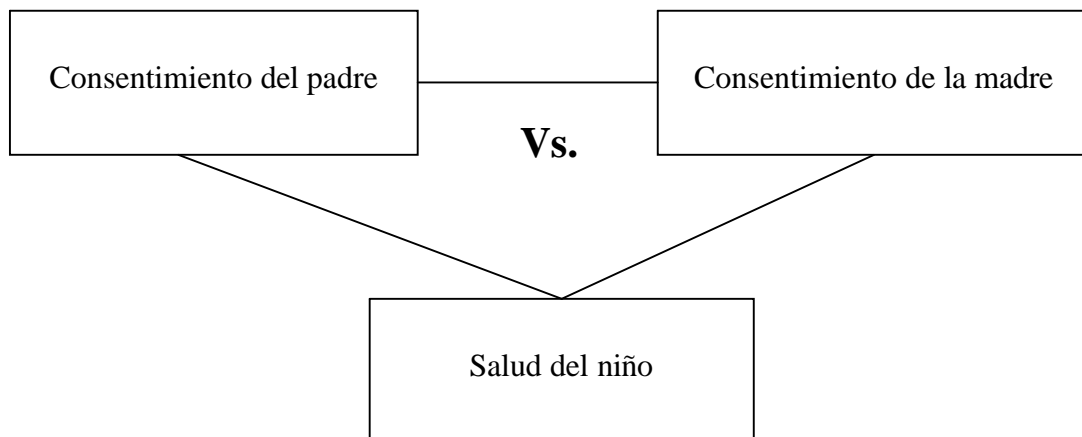 Consentimiento del padre
Consentimiento de la madre
Vs.
Salud del niño